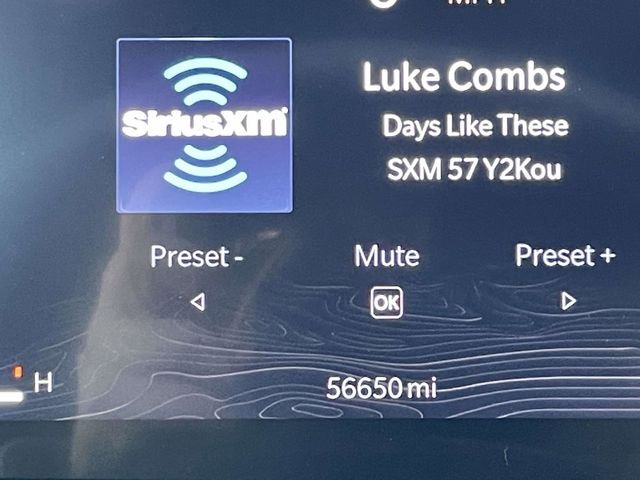 SiriusXM
Luke Combs
Days Like These
SXM 57 Y2Kou
Preset - Mute Preset +
OK
H
56650 mi